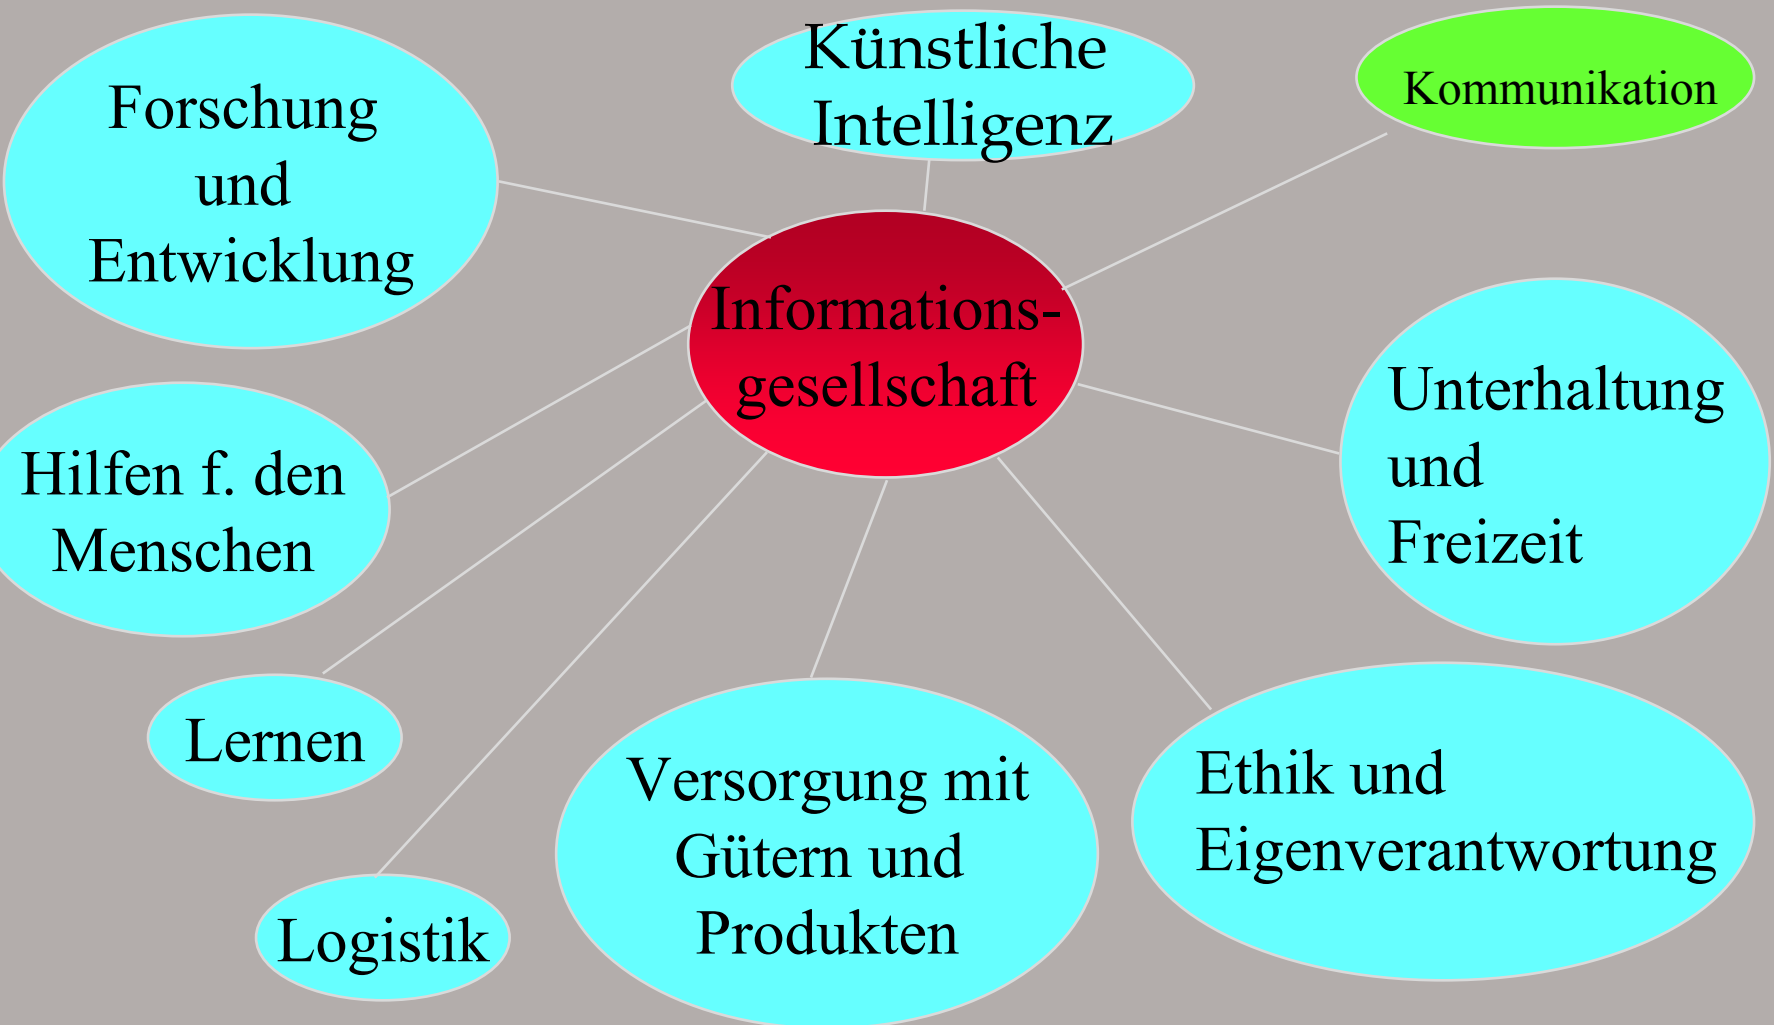 Künstliche
Intelligenz
Kommunikation
Forschung
und
Entwicklung
Informations-
gesellschaft
Unterhaltung
und
Freizeit
Hilfen f. den
Menschen
Lernen
Logistik
Versorgung mit
Gütern und
Produkten
Ethik und
Eigenverantwortung